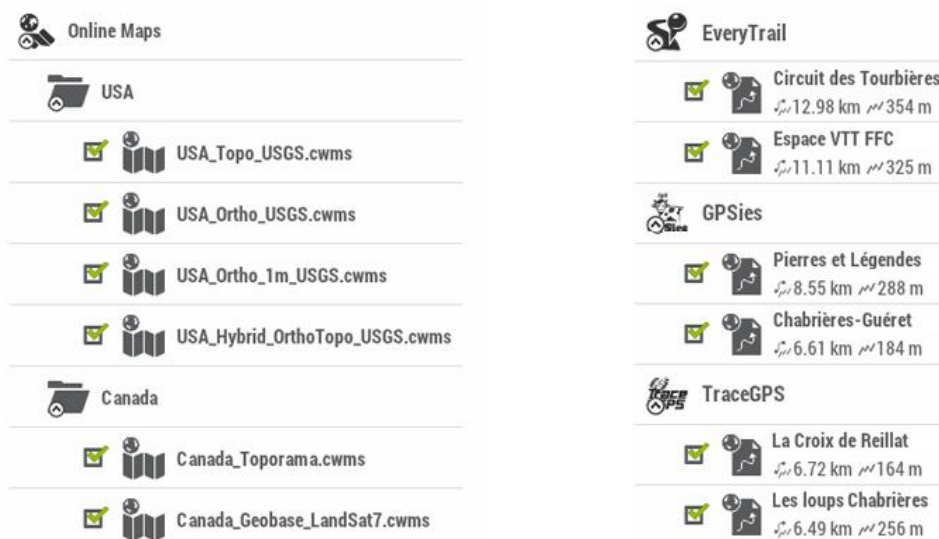 Online Maps
USA
USA_Topo_USGS.cwms
USA_Ortho_USGS.cwms
USA_Ortho_1m_USGS.cwms
USA_Hybrid_OrthoTopo_USGS.cwms
Canada
Canada_Toporama.cwms
Canada_Geobase_LandSat7.cwms
EveryTrail
Circuit des Tourbières
12.98 km 354 m
Espace VTT FFC
11.11 km 325 m
GPSies
Pierres et Légendes
8.55 km 288 m
Chabrières-Guéret
6.61 km 184 m
Trace GPS
TraceGPS
La Croix de Reillat
6.72 km 164 m
Les loups Chabrières
6.49 km 256 m